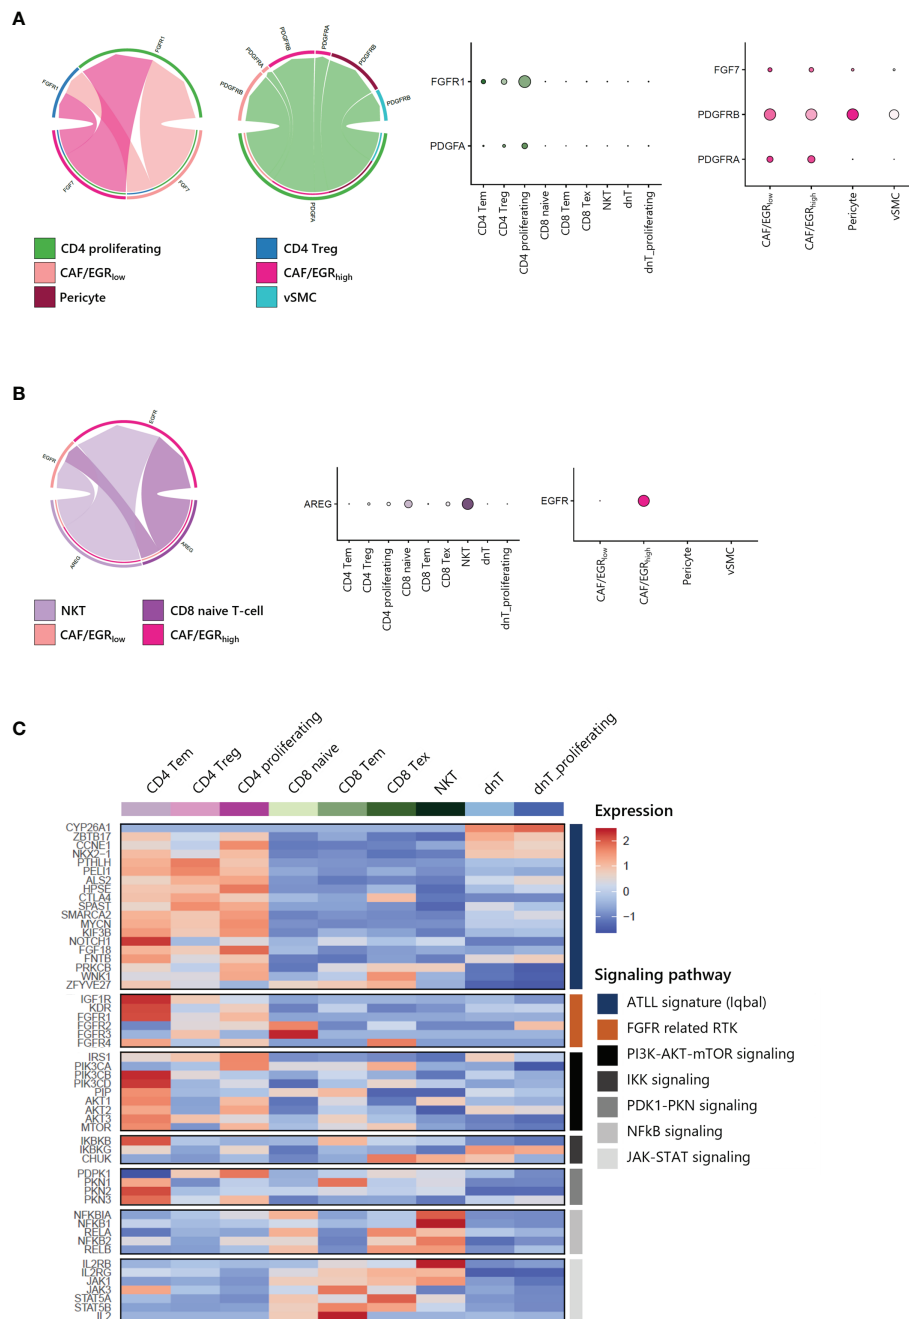 A
FGFR1
FGFR1
FGF7
FGF7
PDGFRB
PDGFRA
PDGFRB
PDGFRA
PDGFRB
PDGFRB
PDGFA
FGFR1
PDGFA
CD4 Tem
CD4 Treg
CD4 proliferating
CD8 naive
CD8 Tem
CD8 Tex
NKT
dnT
dnT_proliferating
FGF7
PDGFRB
PDGFRA
CAF/EGRlow
CAF/EGRhigh
Pericyte
vSMC
CD4 proliferating
CD4 Treg
CAF/EGRlow
CAF/EGRhigh
Pericyte
vSMC
B
EGFR
EGFR
AREG
AREG
AREG
CD4 Tem
CD4 Treg
CD4 proliferating
CD8 naive
CD8 Tem
CD8 Tex
NKT
dnT
dnT_proliferating
EGFR
CAF/EGRlow
CAF/EGRhigh
Pericyte
vSMC
NKT
CD8 naive T-cell
CAF/EGRlow
CAF/EGRhigh
C
CD4 Tem
CD4 Treg
CD4 proliferating
CD8 naive
CD8 Tem
CD8 Tex
NKT
dnT
dnT_proliferating
CYP26A1
ZBTB17
CCNE1
NKX2-1
PTHLH
PELI1
ALS2
HPSE
CTLA4
SPAST
SMARCA2
MYCN
KIF3B
NOTCH1
FGF18
FNTB
PRKCB
WNK1
ZFYVE27
IGF1R
KDR
FGFR1
FGFR2
FGFR3
FGFR4
IRS1
PIK3CA
PIK3CB
PIK3CD
PIP
AKT1
AKT2
AKT3
MTOR
IKBKB
IKBKG
CHUK
PDPK1
PKN1
PKN2
PKN3
NFKBIA
NFKB1
RELA
NFKB2
RELB
IL2RB
IL2RG
JAK1
JAK3
STAT5A
STAT5B
IL2
Expression
2
1
0
−1
Signaling pathway
ATLL signature (Iqbal)
FGFR related RTK
PI3K-AKT-mTOR signaling
IKK signaling
PDK1-PKN signaling
NFkB signaling
JAK-STAT signaling